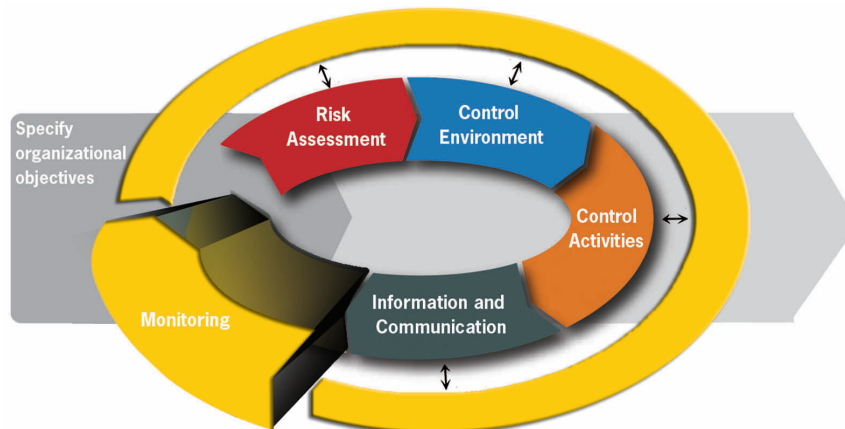 Specify
organizational
objectives
Risk
Assessment
Control
Environment
Control
Activities
Information and
Communication
Monitoring